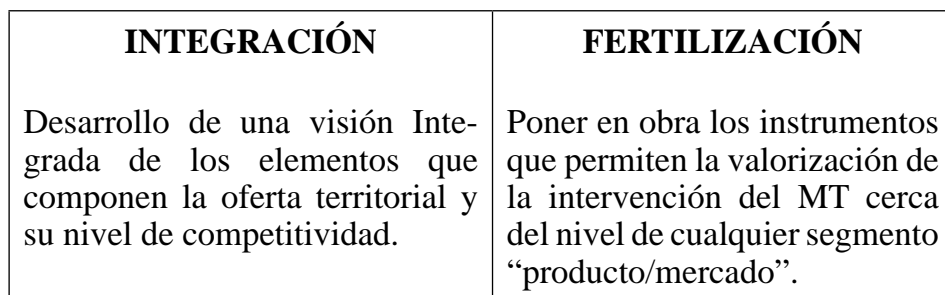 INTEGRACIÓN
Desarrollo de una visión Inte-
grada de los elementos que
componen la oferta territorial y
su nivel de competitividad.
FERTILIZACIÓN
Poner en obra los instrumentos
que permiten la valorización de
la intervención del MT cerca
del nivel de cualquier segmento
“producto/mercado”.